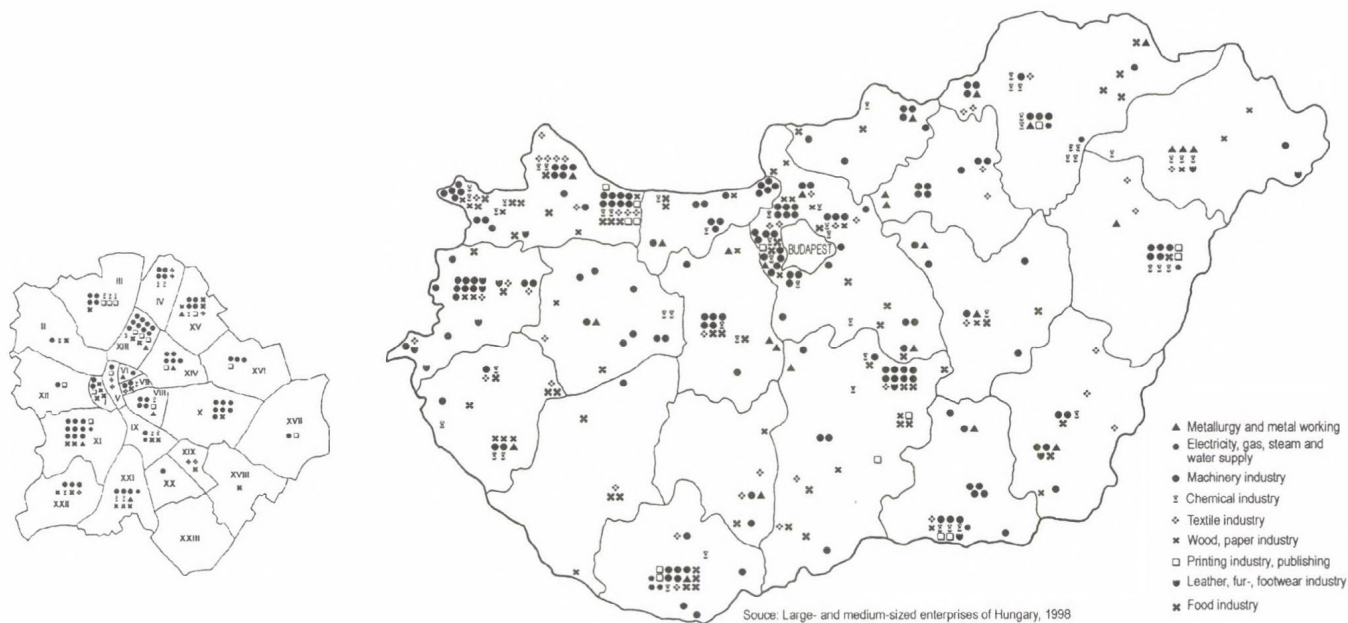 III
IV
II
XV
XIII
XIV
XVI
VI
VII
XII
I
V
VIII
X
XVII
XI
IX
XIX
XXI
XX
XVIII
XXII
XXIII
BUDAPEST
Metallurgy and metal working
Electricity, gas, steam and
water supply
Machinery industry
Chemical industry
Textile industry
Wood, paper industry
Printing industry, publishing
Leather, fur-, footwear industry
Food industry
Souce: Large- and medium-sized enterprises of Hungary, 1998